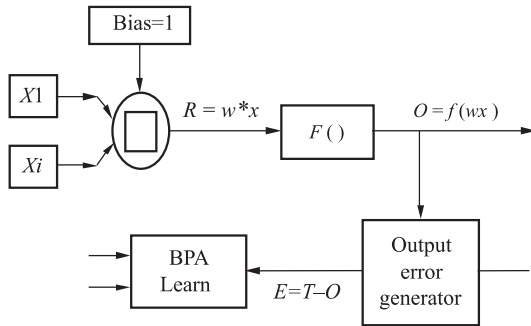 Bias=1
X1
R = w*x
F ( )
O = f (wx )
Xi
BPA
Learn
E=T–O
Output
error
generator